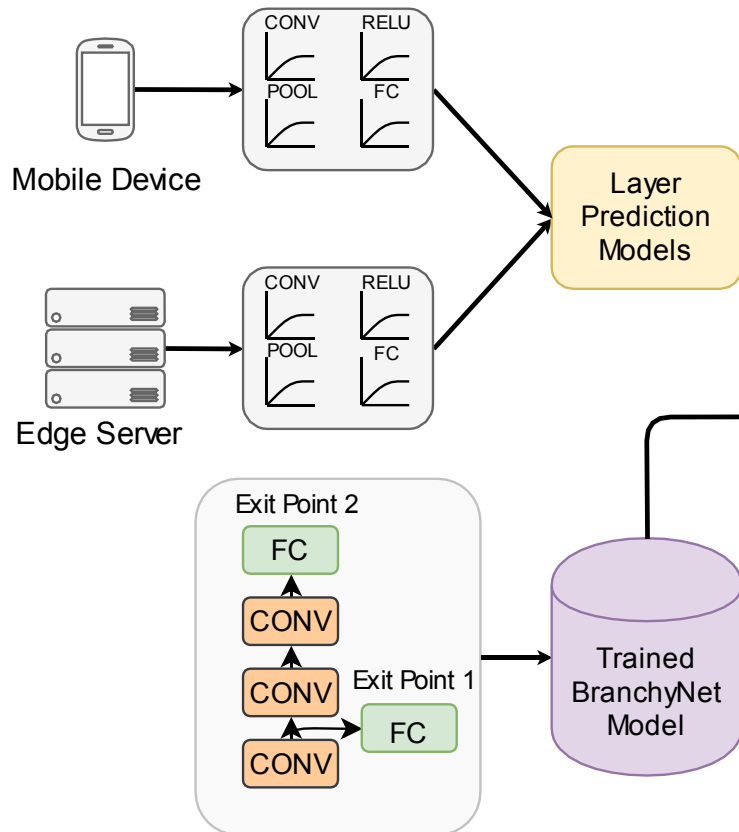 CONV RELU
POOL FC
Mobile Device
Layer
Prediction
Models
CONV RELU
POOL FC
Edge Server
Exit Point 2
FC
CONV
CONV
Exit Point 1
FC
CONV
Trained
BranchyNet
Model